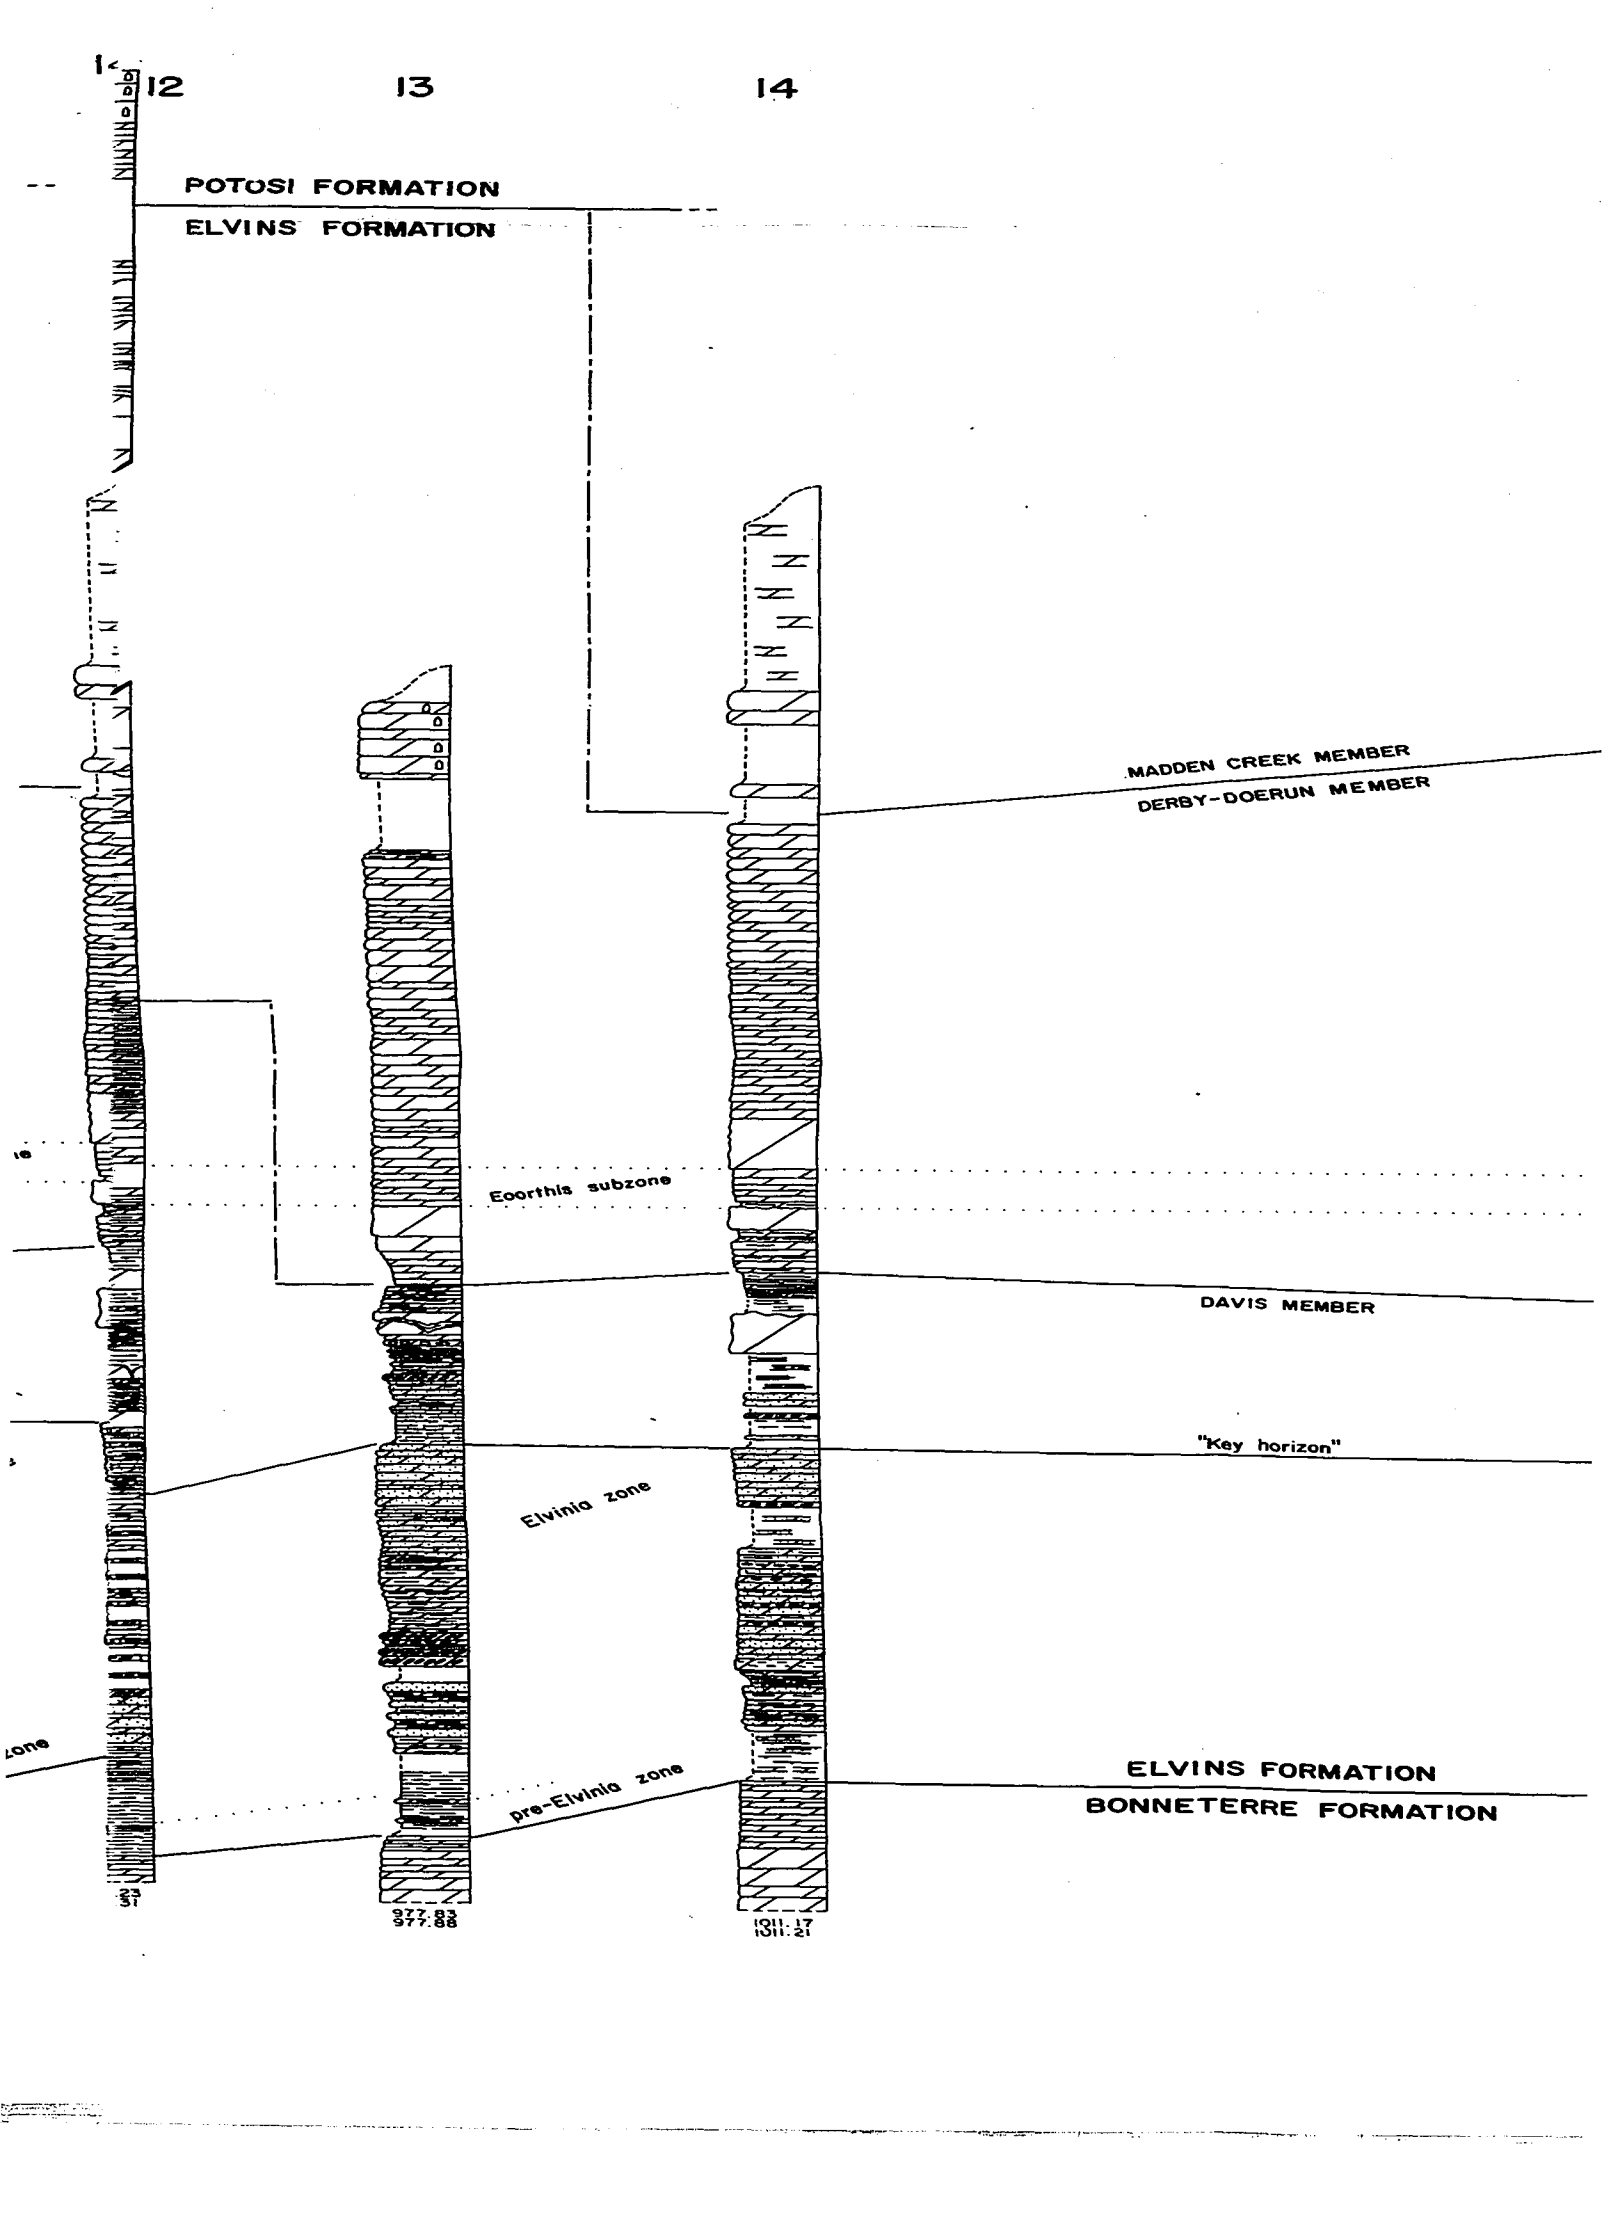 12
13
14
POTOSI FORMATION
ELVINS FORMATION
MADDEN CREEK MEMBER
DERBY-DOERUN MEMBER
Eoorthis subzone
DAVIS MEMBER
"Key horizon"
Elvinia zone
zone
pre-Elvinia zone
ELVINS FORMATION
BONNETERRE FORMATION
977.83
977.88
1011.17
1011.21